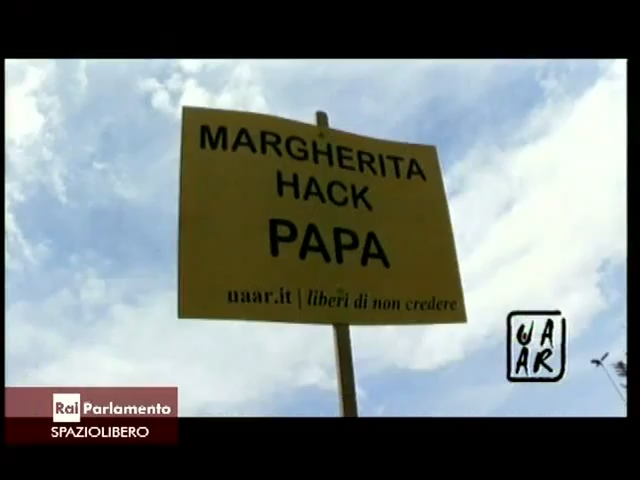 MARGHERITA
HACK
PAPA
uaar.it | liberi di non credere
UA
AR
Rai Parlamento
SPAZIOLIBERO